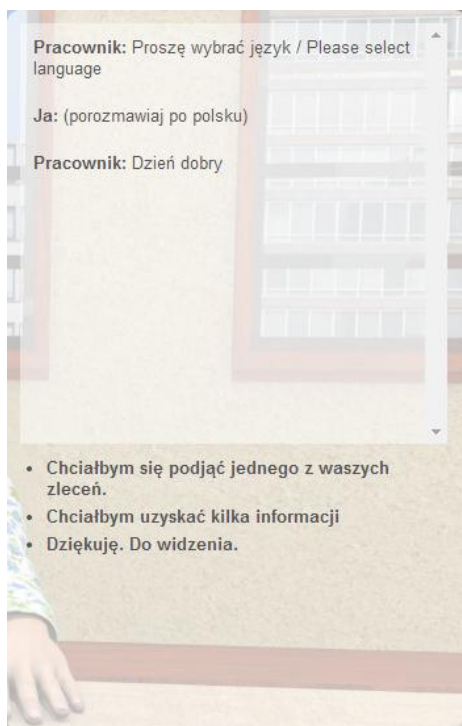 Pracownik: Proszę wybrać język / Please select
language
Ja: (porozmawiaj po polsku)
Pracownik: Dzień dobry
• Chciałbym się podjąć jednego z waszych
zleceń.
• Chciałbym uzyskać kilka informacji
• Dziękuję. Do widzenia.